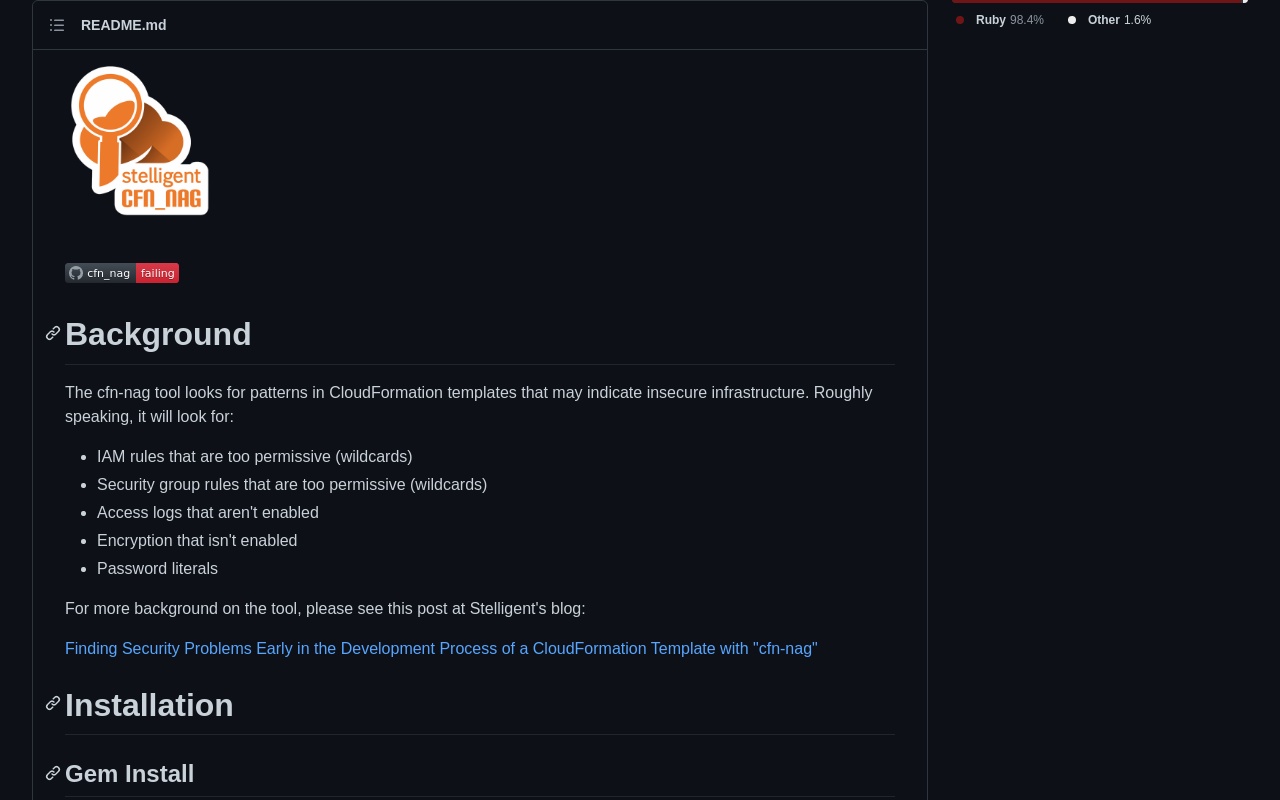 README.md
Ruby 98.4% Other 1.6%
stelligent
CFN_NAG
cfn_nag failing
Background
The cfn-nag tool looks for patterns in CloudFormation templates that may indicate insecure infrastructure. Roughly
speaking, it will look for:
• IAM rules that are too permissive (wildcards)
• Security group rules that are too permissive (wildcards)
• Access logs that aren't enabled
• Encryption that isn't enabled
• Password literals
For more background on the tool, please see this post at Stelligent's blog:
Finding Security Problems Early in the Development Process of a CloudFormation Template with "cfn-nag"
Installation
Gem Install